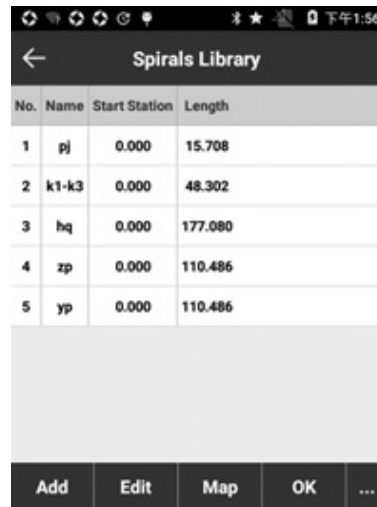 下午1:56
Spirals Library
No. Name Start Station Length
1 pj 0.000 15.708
2 k1-k3 0.000 48.302
3 hq 0.000 177.080
4 zp 0.000 110.486
5 yp 0.000 110.486
Add Edit Map OK ...